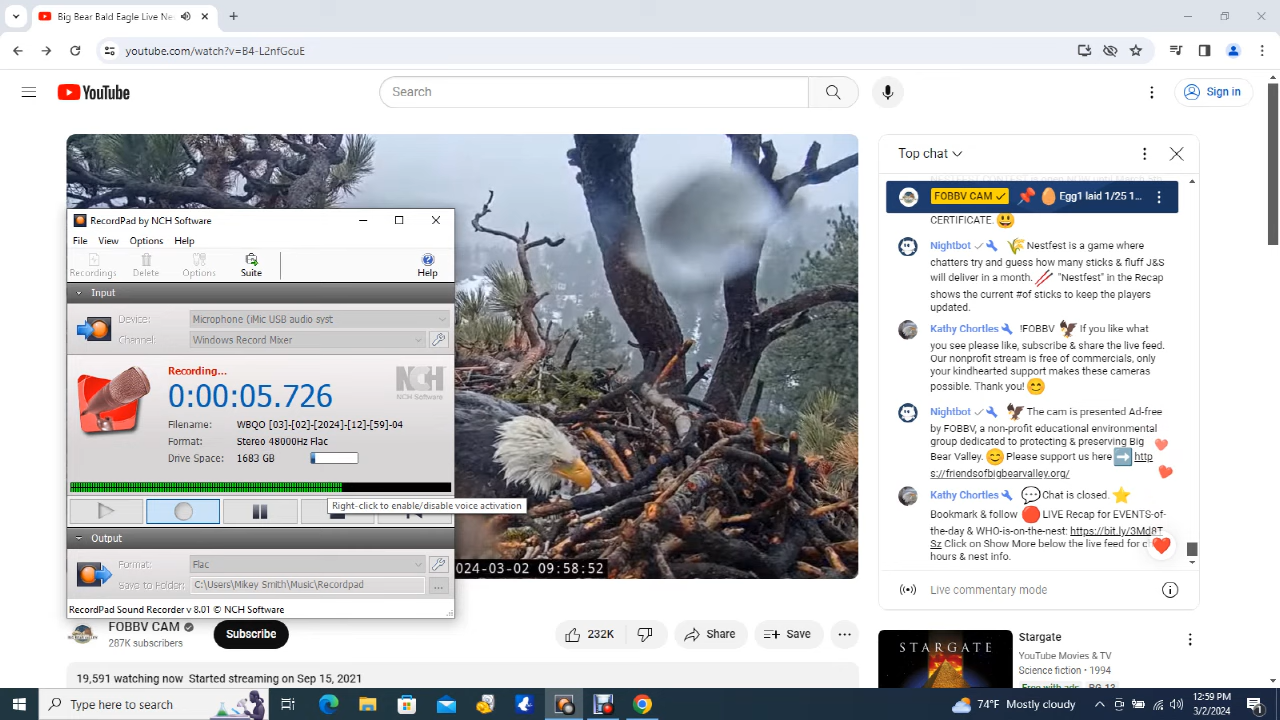 Big Bear Bald Eagle Live Ne
youtube.com/watch?v=B4-L2nfGcuE
YouTube
Search
Sign in
RecordPad by NCH Software
File View Options Help
Recordings Delete Options Suite Help
Input
Device: Microphone (iMic USB audio syst
Channel: Windows Record Mixer
Recording...
0:00:05.726
NCH
NCH Software
Filename: WBQO [03]-[02]-[2024]-[12]-[59]-04
Format: Stereo 48000Hz Flac
Drive Space: 1683 GB
Right-click to enable/disable voice activation
Output
Format: Flac
Save to Folder: C:\Users\Mikey Smith\Music\Recordpad
...
RecordPad Sound Recorder v 8.01 © NCH Software
024-03-02 09:58:52
FOBBV CAM
287K subscribers
Subscribe
232K
Share
Save
19,591 watching now Started streaming on Sep 15, 2021
Top chat
FOBBV CAM 📌 🥚 Egg1 laid 1/25 1...
CERTIFICATE. 😃
Nightbot 🌾 Nestfest is a game where
chatters try and guess how many sticks & fluff J&S
will deliver in a month. 🥢 "Nestfest" in the Recap
shows the current #of sticks to keep the players
updated.
Kathy Chortles !FOBBV 🦅 If you like what
you see please like, subscribe & share the live feed.
Our nonprofit stream is free of commercials, only
your kindhearted support makes these cameras
possible. Thank you! 😊
Nightbot 🦅 The cam is presented Ad-free
by FOBBV, a non-profit educational environmental
group dedicated to protecting & preserving Big
Bear Valley. 😊 Please support us here ➡️ http
s://friendsofbigbearvalley.org/
Kathy Chortles 💬 Chat is closed. ⭐
Bookmark & follow 🔴 LIVE Recap for EVENTS-of-
the-day & WHO-is-on-the-nest: https://bit.ly/3Md8T
Sz Click on Show More below the live feed for c
hours & nest info.
Live commentary mode
STARGATE
Stargate
YouTube Movies & TV
Science fiction • 1994
Free with ads PG-13
Type here to search
74°F Mostly cloudy
12:59 PM
3/2/2024
1